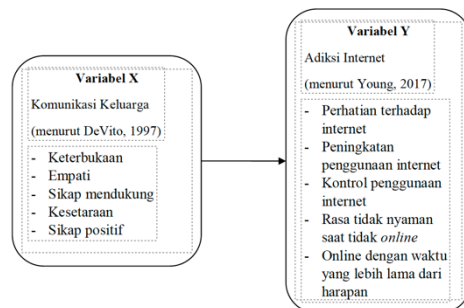 Variabel X
Komunikasi Keluarga
(menurut DeVito, 1997)
- Keterbukaan
- Empati
- Sikap mendukung
- Kesetaraan
- Sikap positif
Variabel Y
Adiksi Internet
(menurut Young, 2017)
- Perhatian terhadap
internet
- Peningkatan
penggunaan internet
- Kontrol penggunaan
internet
- Rasa tidak nyaman
saat tidak online
- Online dengan waktu
yang lebih lama dari
harapan